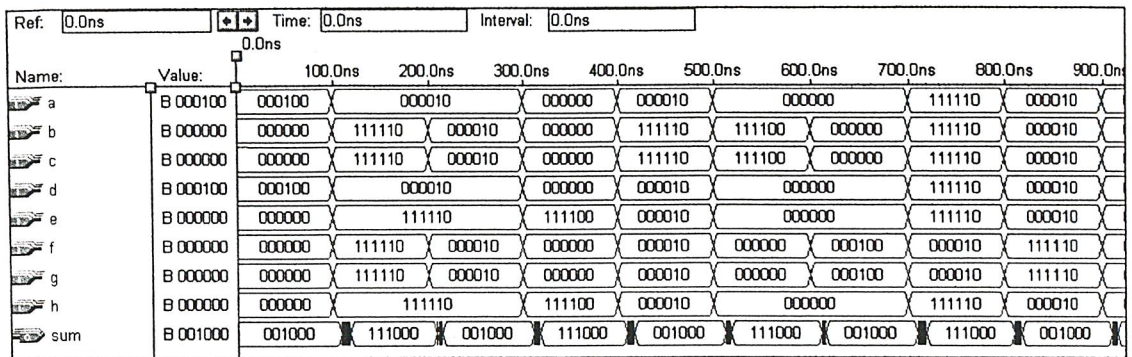 Ref: 0.0ns Time: 0.0ns Interval: 0.0ns
0.0ns
Name: Value: 100.0ns 200.0ns 300.0ns 400.0ns 500.0ns 600.0ns 700.0ns 800.0ns 900.0ns
a B 000100 000100 000010 000000 000010 000000 111110 000010
b B 000000 000000 111110 000010 000000 111110 111100 000000 111110 000010
c B 000000 000000 111110 000010 000000 111110 111100 000000 111110 000010
d B 000100 000100 000010 000000 000010 000000 111110 000010
e B 000000 000000 111110 111100 000010 000000 111110 000010
f B 000000 000000 111110 000010 000000 000010 000000 000100 000010 111110
g B 000000 000000 111110 000010 000000 000010 000000 000100 000010 111110
h B 000000 000000 111110 111100 000010 000000 111110 000010
sum B 001000 001000 111000 001000 111000 001000 111000 001000 111000 001000